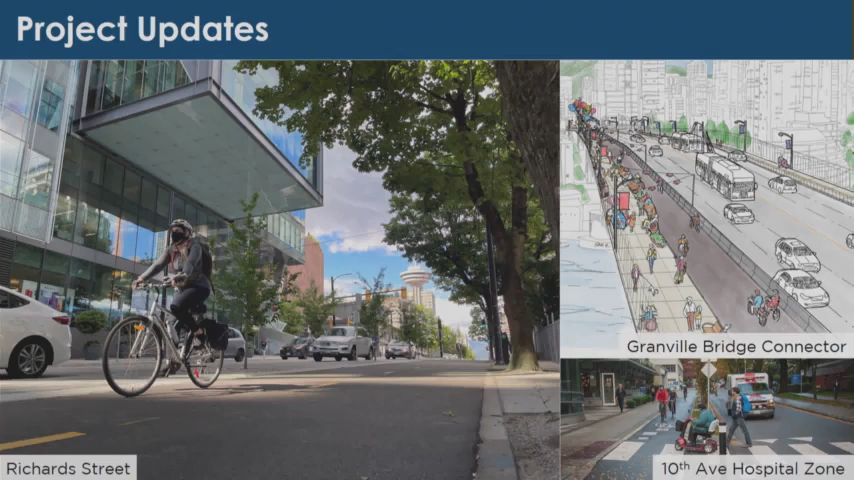 Project Updates
Granville Bridge Connector
Richards Street
10th Ave Hospital Zone